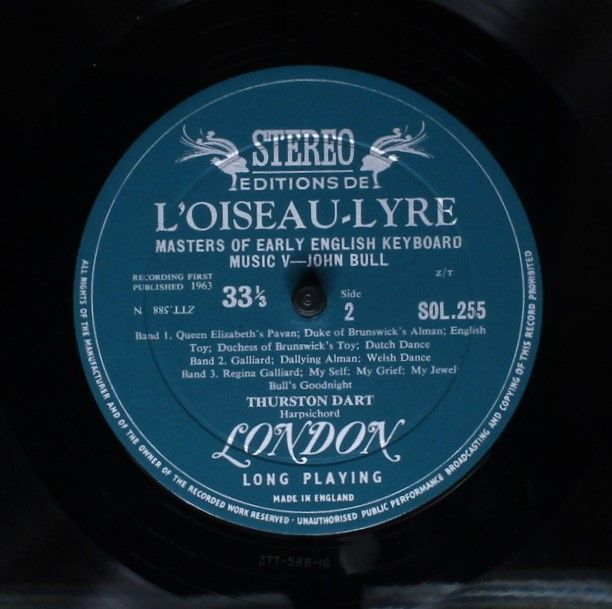 STEREO
EDITIONS DE
L'OISEAU-LYRE
MASTERS OF EARLY ENGLISH KEYBOARD
MUSIC V—JOHN BULL
RECORDING FIRST
PUBLISHED 1963
Z/T
33⅓
Side
2
SOL.255
N 885'TTZ
Band 1. Queen Elizabeth's Pavan; Duke of Brunswick's Alman; English
Toy; Duchess of Brunswick's Toy; Dutch Dance
Band 2. Galliard; Dallying Alman; Welsh Dance
Band 3. Regina Galliard; My Self; My Grief; My Jewel
Bull's Goodnight
THURSTON DART
Harpsichord
LONDON
LONG PLAYING
MADE IN ENGLAND
ALL RIGHTS OF THE MANUFACTURER AND OF THE OWNER OF THE RECORDED WORK RESERVED · UNAUTHORISED PUBLIC PERFORMANCE BROADCASTING AND COPYING OF THIS RECORD PROHIBITED
ZTT-588-1G